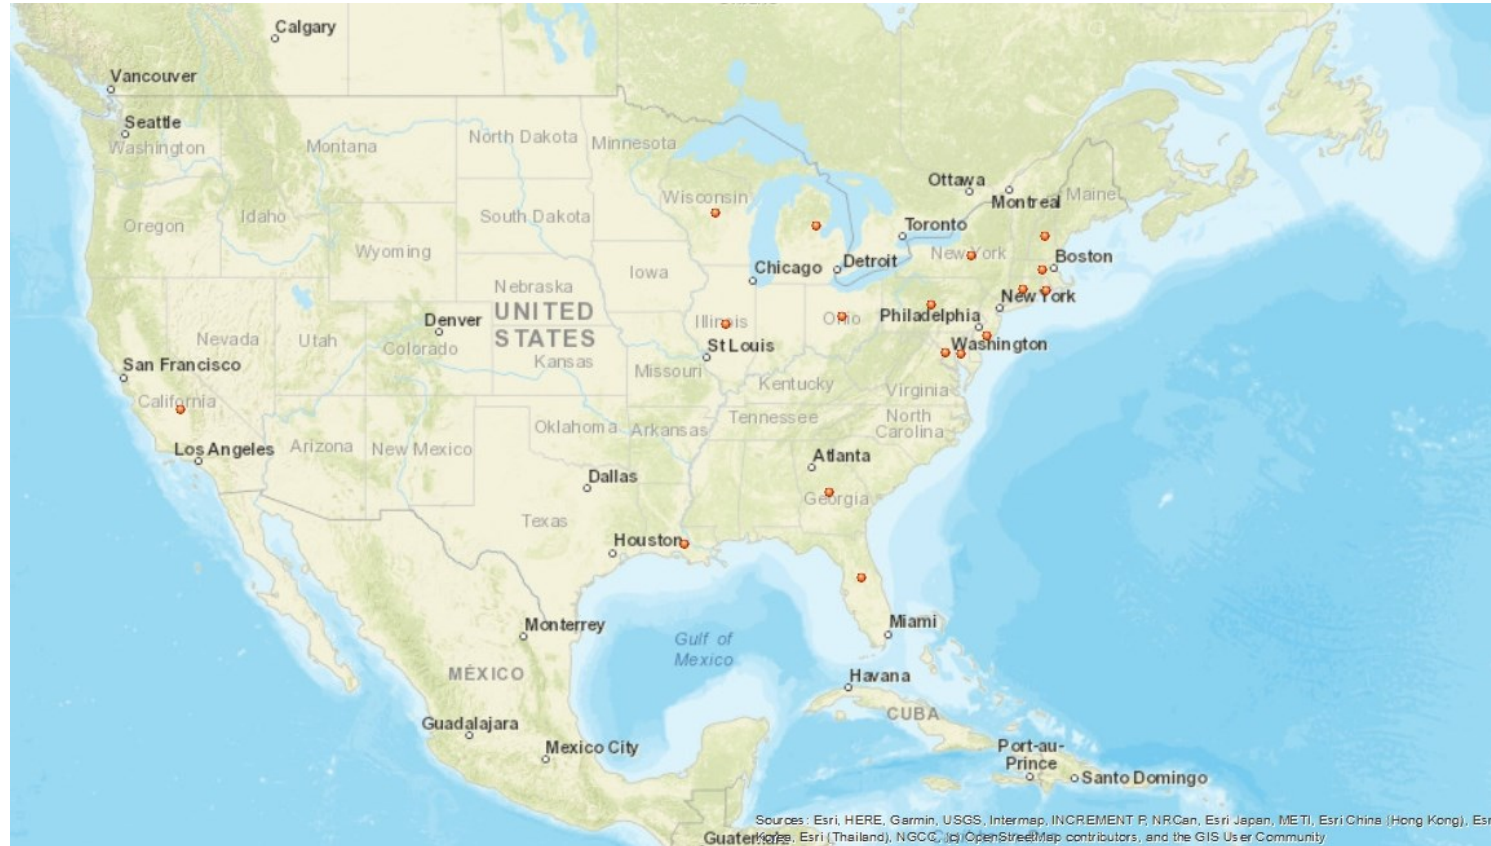 Calgary
Vancouver
Seattle
Washington
Montana
North Dakota
Minnesota
Ottawa
Montreal
Maine
Wisconsin
Oregon
Idaho
South Dakota
Toronto
Wyoming
New York
Boston
Detroit
Chicago
Iowa
Nebraska
New York
UNITED
STATES
Philadelphia
Illinois
Ohio
Denver
Nevada
Utah
Colorado
St Louis
Washington
San Francisco
Kansas
Missouri
Kentucky
Virginia
California
Tennessee
North
Carolina
Oklahoma
Arkansas
Los Angeles
Arizona
New Mexico
Atlanta
Dallas
Georgia
Texas
Houston
Miami
Monterrey
Gulf of
Mexico
MÉXICO
Havana
CUBA
Guadalajara
Mexico City
Port-au-
Prince
Santo Domingo
Sources: Esri, HERE, Garmin, USGS, Intermap, INCREMENT P, NRCan, Esri Japan, METI, Esri China (Hong Kong), Esr
Korea, Esri (Thailand), NGCC, (c) OpenStreetMap contributors, and the GIS User Community